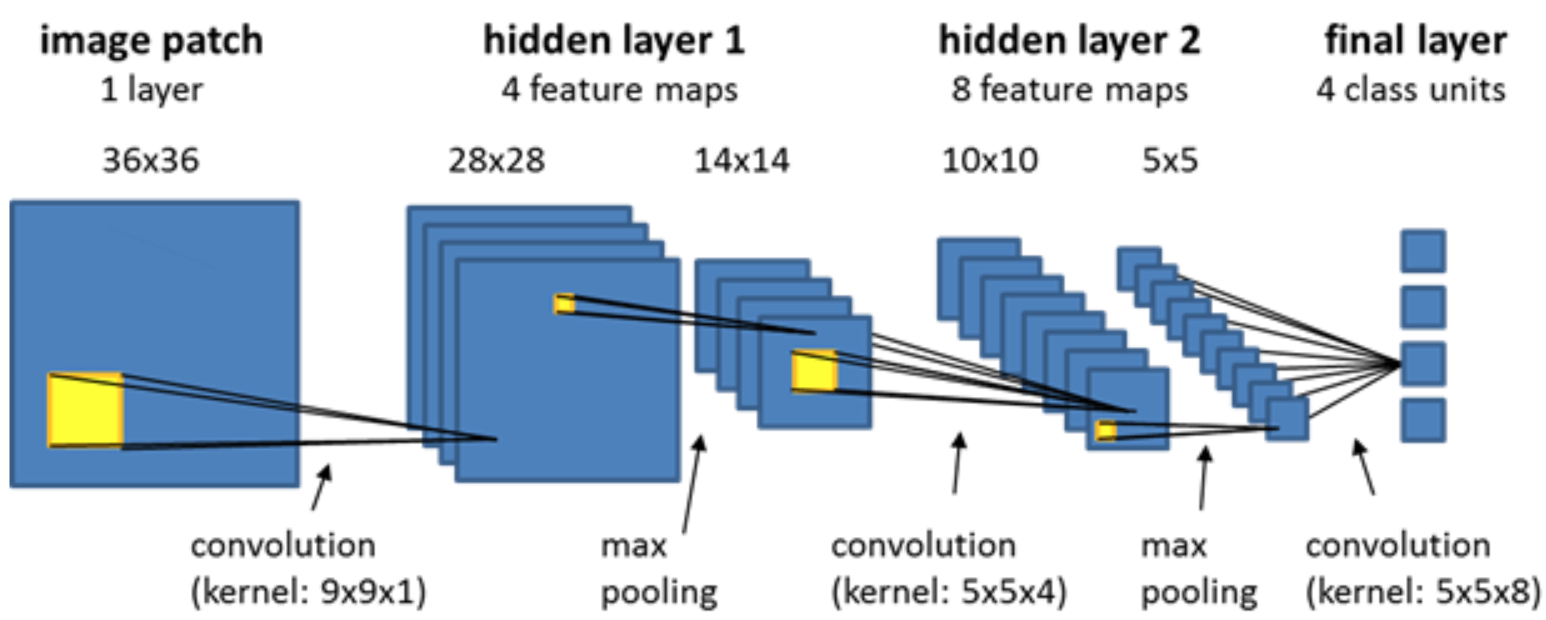 image patch
1 layer
36x36
hidden layer 1
4 feature maps
28x28
14x14
hidden layer 2
8 feature maps
10x10
5x5
final layer
4 class units
convolution
(kernel: 9x9x1)
max
pooling
convolution
(kernel: 5x5x4)
max
pooling
convolution
(kernel: 5x5x8)